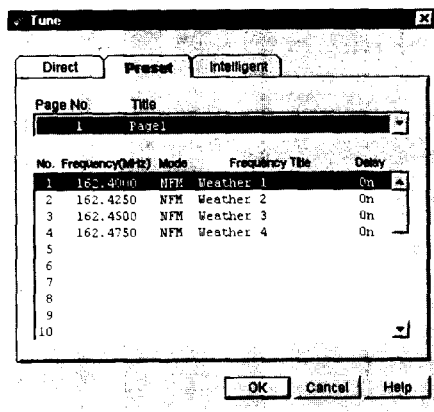 Tune
Direct Preset Intelligent
Page No. Title
1 Page1
No. Frequency(MHz) Mode Frequency Title Delay
1 162.4000 NFM Weather 1 On
2 162.4250 NFM Weather 2 On
3 162.4500 NFM Weather 3 On
4 162.4750 NFM Weather 4 On
5
6
7
8
9
10
OK Cancel Help